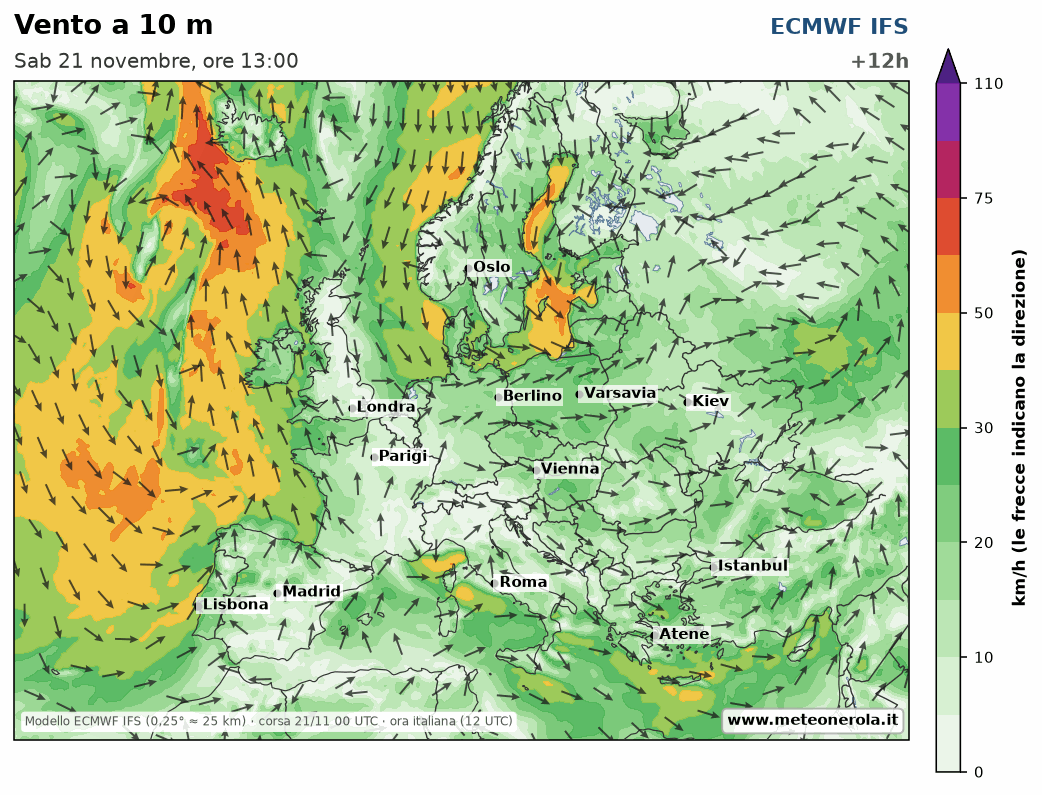 Vento a 10 m
ECMWF IFS
Sab 21 novembre, ore 13:00
+12h
110
75
50
30
20
10
0
km/h (le frecce indicano la direzione)
Oslo
Berlino
Varsavia
Kiev
Londra
Parigi
Vienna
Istanbul
Roma
Madrid
Lisbona
Atene
Modello ECMWF IFS (0,25° ≈ 25 km) · corsa 21/11 00 UTC · ora italiana (12 UTC)
www.meteonerola.it